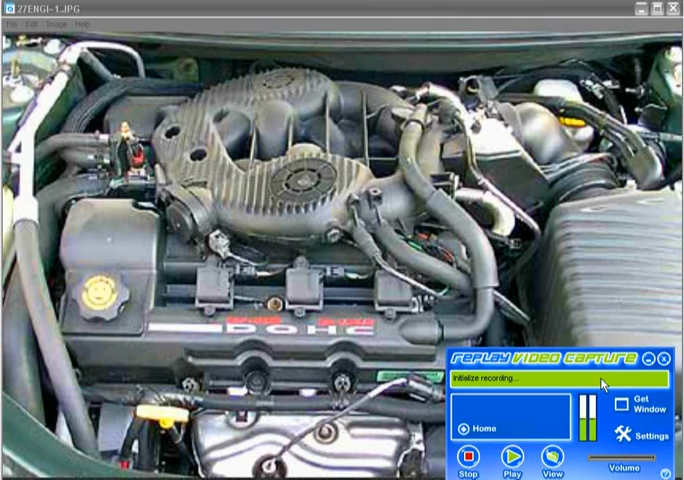 27ENGI~1.JPG
File Edit Image Help
DOHC
REPLAY VIDEO CAPTURE
Initialize recording...
Get
Window
Home
Settings
Stop
Play
View
Volume